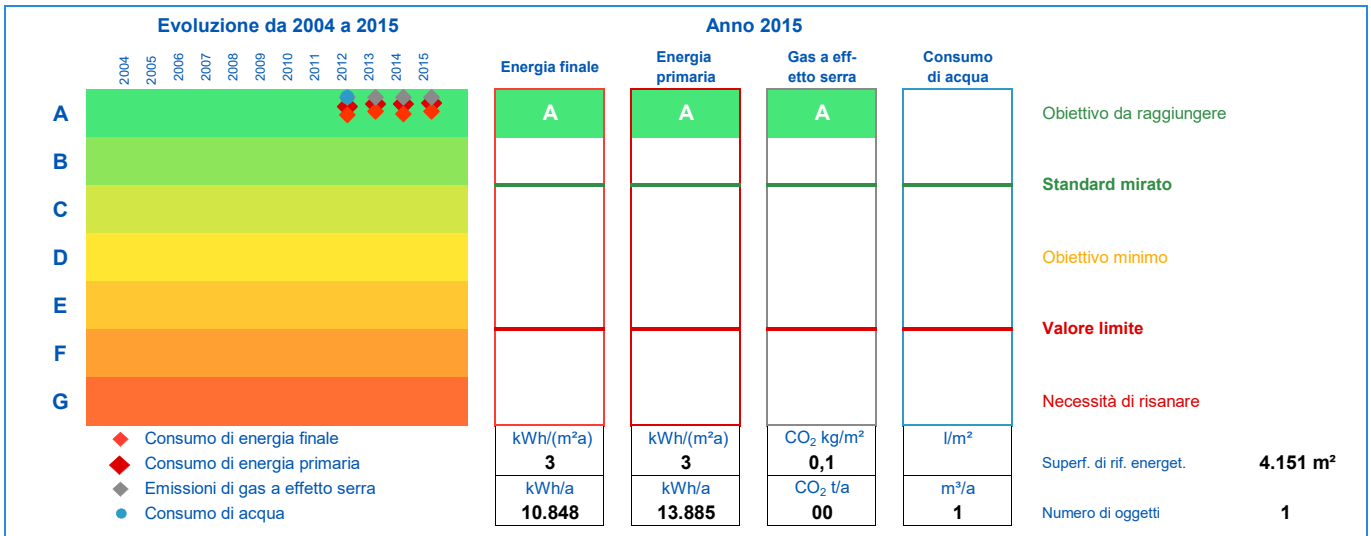 Evoluzione da 2004 a 2015
Anno 2015
2004 2005 2006 2007 2008 2009 2010 2011 2012 2013 2014 2015
Energia finale
Energia
primaria
Gas a eff-
etto serra
Consumo
di acqua
A A A A Obiettivo da raggiungere
B
Standard mirato
C
D Obiettivo minimo
E
Valore limite
F
G Necessità di risanare
Consumo di energia finale
Consumo di energia primaria
Emissioni di gas a effetto serra
Consumo di acqua
kWh/(m²a) kWh/(m²a) CO₂ kg/m² l/m²
3 3 0,1
kWh/a kWh/a CO₂ t/a m³/a
10.848 13.885 00 1
Superf. di rif. energet. 4.151 m²
Numero di oggetti 1